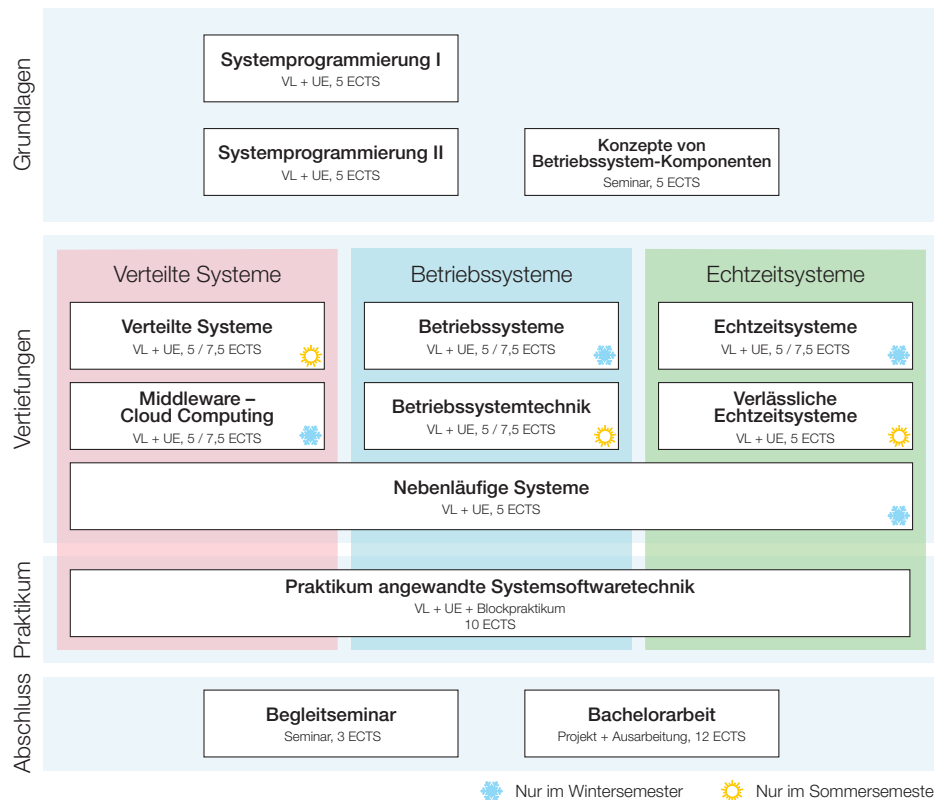 Grundlagen
Systemprogrammierung I
VL + UE, 5 ECTS
Systemprogrammierung II
VL + UE, 5 ECTS
Konzepte von
Betriebssystem-Komponenten
Seminar, 5 ECTS
Vertiefungen
Verteilte Systeme
Betriebssysteme
Echtzeitsysteme
Verteilte Systeme
VL + UE, 5 / 7,5 ECTS
Betriebssysteme
VL + UE, 5 / 7,5 ECTS
Echtzeitsysteme
VL + UE, 5 / 7,5 ECTS
Middleware –
Cloud Computing
VL + UE, 5 / 7,5 ECTS
Betriebssystemtechnik
VL + UE, 5 / 7,5 ECTS
Verlässliche
Echtzeitsysteme
VL + UE, 5 ECTS
Nebenläufige Systeme
VL + UE, 5 ECTS
Praktikum
Praktikum angewandte Systemsoftwaretechnik
VL + UE + Blockpraktikum
10 ECTS
Abschluss
Begleitseminar
Seminar, 3 ECTS
Bachelorarbeit
Projekt + Ausarbeitung, 12 ECTS
Nur im Wintersemester
Nur im Sommersemeste